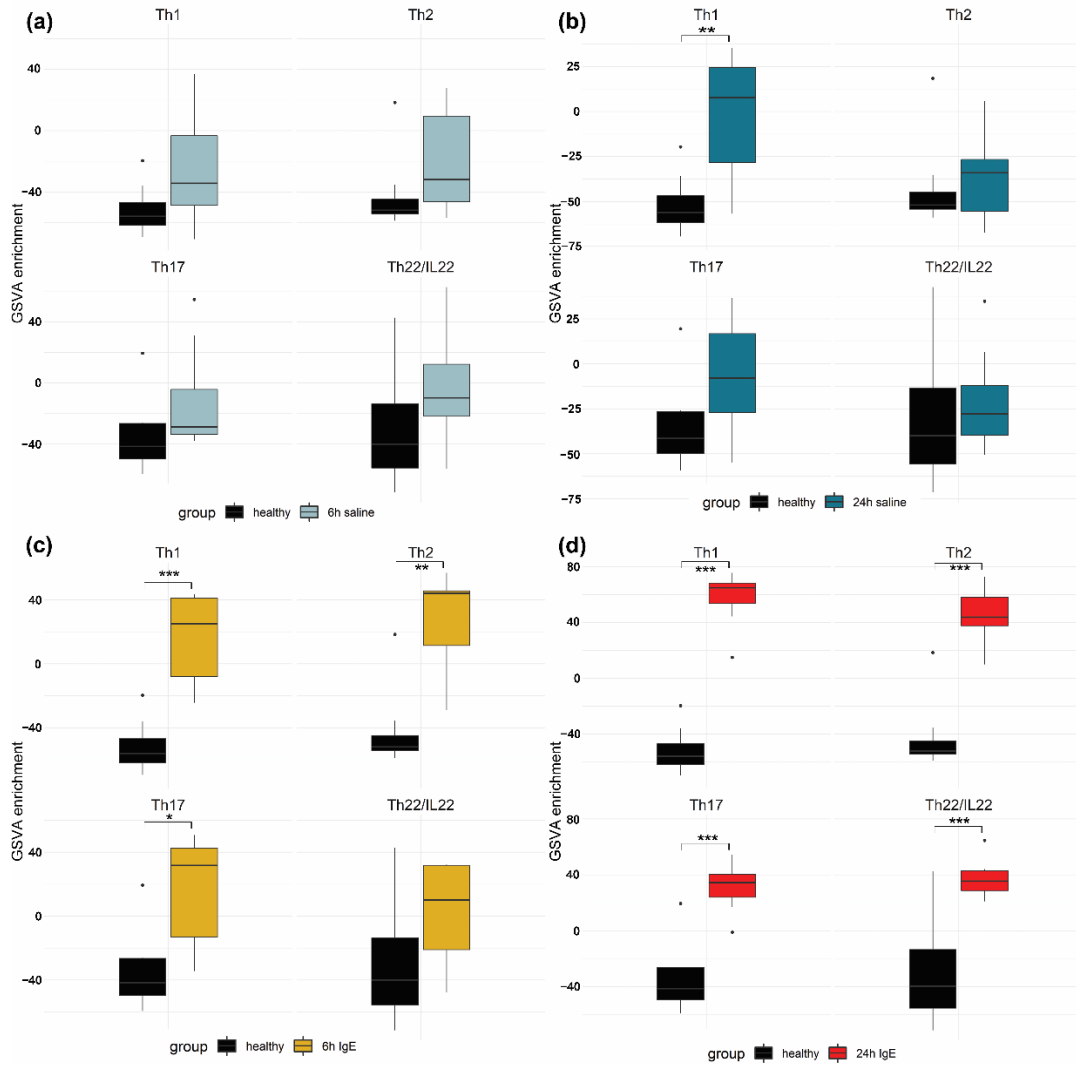 (a)
Th1 Th2
40
0
−40
Th17 Th22/IL22
40
0
−40
GSVA enrichment
group healthy 6h saline
(b)
Th1 Th2
**
25
0
−25
−50
−75
Th17 Th22/IL22
25
0
−25
−50
−75
GSVA enrichment
group healthy 24h saline
(c)
Th1 Th2
*** **
40
0
−40
Th17 Th22/IL22
*
40
0
−40
GSVA enrichment
group healthy 6h IgE
(d)
Th1 Th2
80
*** ***
40
0
−40
Th17 Th22/IL22
80
*** ***
40
0
−40
GSVA enrichment
group healthy 24h IgE